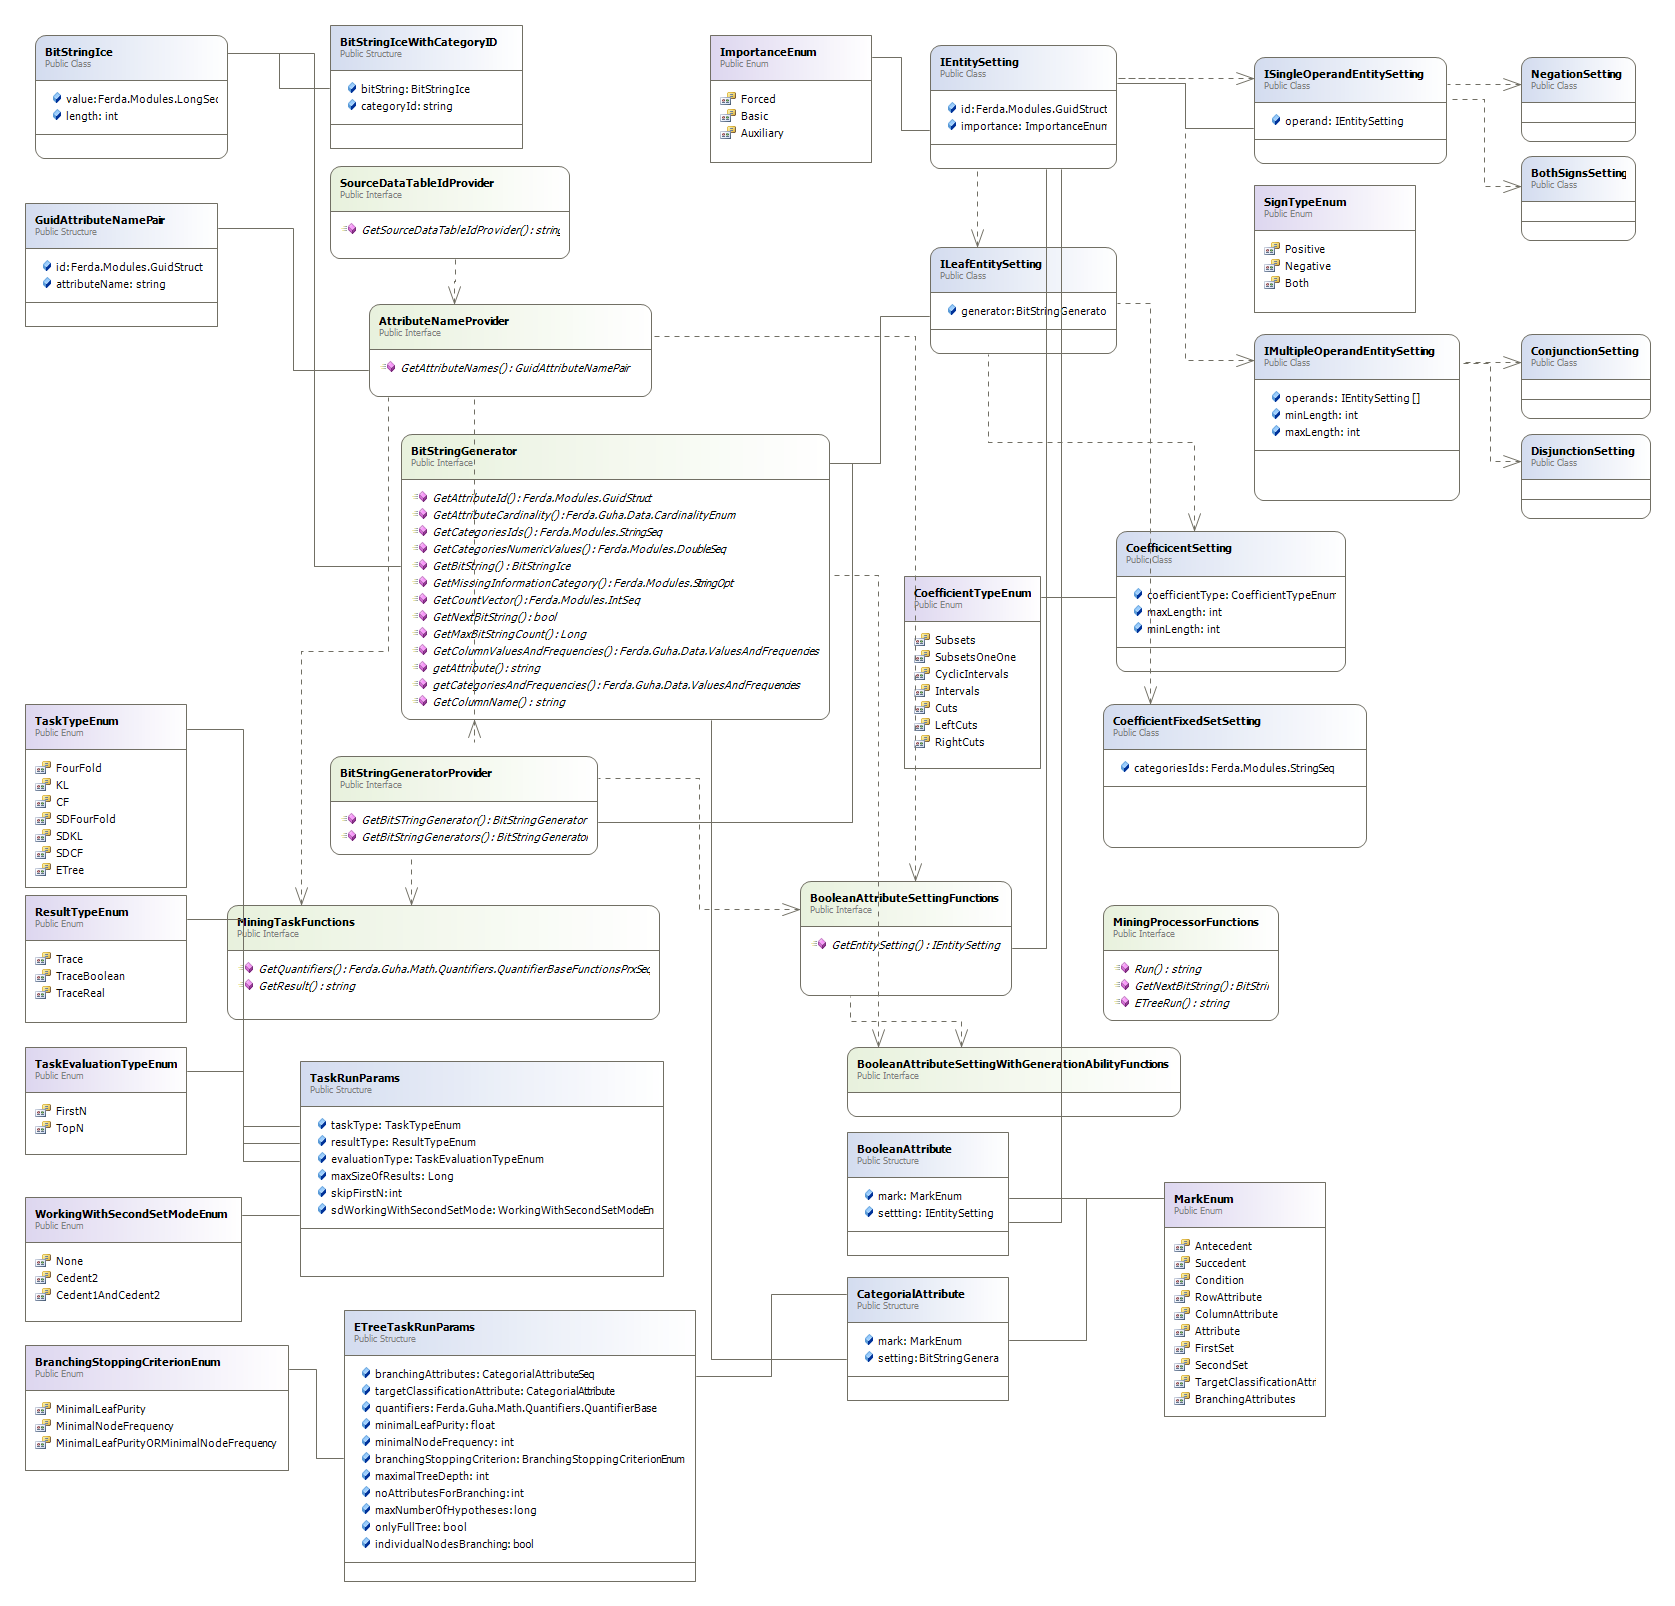 BitStringIce
Public Class
value:Ferda.Modules.LongSec
length: int
BitStringIceWithCategoryID
Public Structure
bitString: BitStringIce
categoryId: string
ImportanceEnum
Public Enum
Forced
Basic
Auxiliary
IEntitySetting
Public Class
id:Ferda.Modules.GuidStruct
importance: ImportanceEnum
ISingleOperandEntitySetting
Public Class
operand: IEntitySetting
NegationSetting
Public Class
BothSignsSetting
Public Class
SourceDataTableIdProvider
Public Interface
GetSourceDataTableIdProvider(): string
GuidAttributeNamePair
Public Structure
id:Ferda.Modules.GuidStruct
attributeName: string
SignTypeEnum
Public Enum
Positive
Negative
Both
ILeafEntitySetting
Public Class
generator:BitStringGenerato
AttributeNameProvider
Public Interface
GetAttributeNames(): GuidAttributeNamePair
IMultipleOperandEntitySetting
Public Class
operands: IEntitySetting []
minLength: int
maxLength: int
ConjunctionSetting
Public Class
DisjunctionSetting
Public Class
BitStringGenerator
Public Interface
GetAttributeId(): Ferda.Modules.GuidStruct
GetAttributeCardinality(): Ferda.Guha.Data.CardinalityEnum
GetCategoriesIds(): Ferda.Modules.StringSeq
GetCategoriesNumericValues(): Ferda.Modules.DoubleSeq
GetBitString(): BitStringIce
GetMissingInformationCategory(): Ferda.Modules.StringOpt
GetCountVector(): Ferda.Modules.IntSeq
GetNextBitString(): bool
GetMaxBitStringCount(): Long
GetColumnValuesAndFrequencies(): Ferda.Guha.Data.ValuesAndFrequencies
getAttribute(): string
getCategoriesAndFrequencies(): Ferda.Guha.Data.ValuesAndFrequencies
GetColumnName(): string
CoefficicentSetting
Public Class
coefficientType: CoefficientTypeEnum
maxLength: int
minLength: int
CoefficientTypeEnum
Public Enum
Subsets
SubsetsOneOne
CyclicIntervals
Intervals
Cuts
LeftCuts
RightCuts
CoefficientFixedSetSetting
Public Class
categoriesIds: Ferda.Modules.StringSeq
TaskTypeEnum
Public Enum
FourFold
KL
CF
SDFourFold
SDKL
SDCF
ETree
BitStringGeneratorProvider
Public Interface
GetBitSTringGenerator(): BitStringGenerator
GetBitStringGenerators(): BitStringGenerator
ResultTypeEnum
Public Enum
Trace
TraceBoolean
TraceReal
MiningTaskFunctions
Public Interface
GetQuantifiers(): Ferda.Guha.Math.Quantifiers.QuantifierBaseFunctionsPrxSeq
GetResult(): string
BooleanAttributeSettingFunctions
Public Interface
GetEntitySetting(): IEntitySetting
MiningProcessorFunctions
Public Interface
Run(): string
GetNextBitString(): BitStrin
ETreeRun(): string
TaskEvaluationTypeEnum
Public Enum
FirstN
TopN
TaskRunParams
Public Structure
taskType: TaskTypeEnum
resultType: ResultTypeEnum
evaluationType: TaskEvaluationTypeEnum
maxSizeOfResults: Long
skipFirstN:int
sdWorkingWithSecondSetMode: WorkingWithSecondSetModeEn
BooleanAttributeSettingWithGenerationAbilityFunctions
Public Interface
BooleanAttribute
Public Structure
mark: MarkEnum
settting: IEntitySetting
WorkingWithSecondSetModeEnum
Public Enum
None
Cedent2
Cedent1AndCedent2
MarkEnum
Public Enum
Antecedent
Succedent
Condition
RowAttribute
ColumnAttribute
Attribute
FirstSet
SecondSet
TargetClassificationAttr
BranchingAttributes
CategorialAttribute
Public Structure
mark: MarkEnum
setting:BitStringGenera
ETreeTaskRunParams
Public Structure
branchingAttributes: CategorialAttributeSeq
targetClassificationAttribute: CategorialAttribute
quantifiers: Ferda.Guha.Math.Quantifiers.QuantifierBase
minimalLeafPurity: float
minimalNodeFrequency: int
branchingStoppingCriterion: BranchingStoppingCriterionEnum
maximalTreeDepth: int
noAttributesForBranching:int
maxNumberOfHypotheses:long
onlyFullTree: bool
individualNodesBranching: bool
BranchingStoppingCriterionEnum
Public Enum
MinimalLeafPurity
MinimalNodeFrequency
MinimalLeafPurityORMinimalNodeFrequency